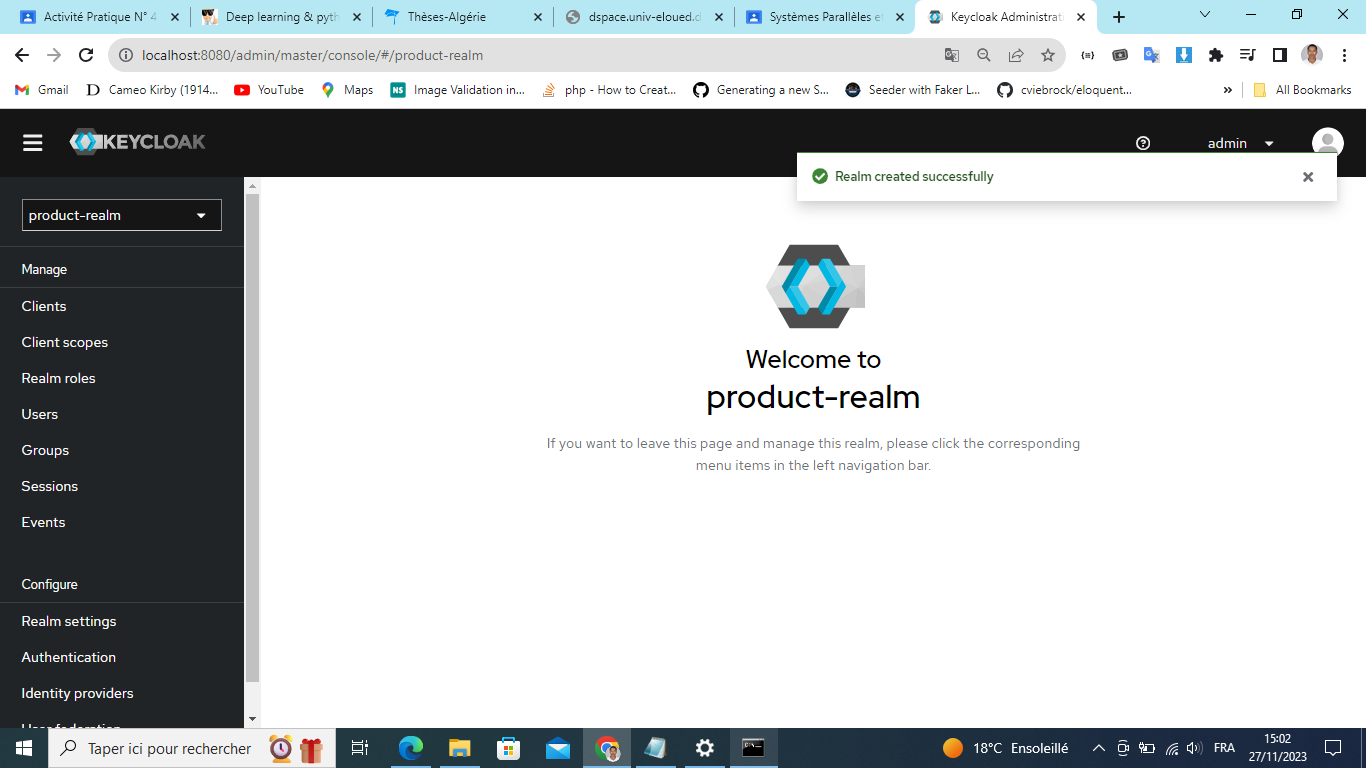 Activité Pratique N° 4
Deep learning & pyth
Thèses-Algérie
dspace.univ-eloued.d
Systèmes Parallèles et
Keycloak Administrat
localhost:8080/admin/master/console/#/product-realm
Gmail
Cameo Kirby (1914...
YouTube
Maps
Image Validation in...
php - How to Creat...
Generating a new S...
Seeder with Faker L...
cviebrock/eloquent...
»
All Bookmarks
KEYCLOAK
admin
Realm created successfully
product-realm
Manage
Clients
Client scopes
Realm roles
Users
Groups
Sessions
Events
Configure
Realm settings
Authentication
Identity providers
User federation
Welcome to
product-realm
If you want to leave this page and manage this realm, please click the corresponding
menu items in the left navigation bar.
Taper ici pour rechercher
18°C Ensoleillé
FRA
15:02
27/11/2023